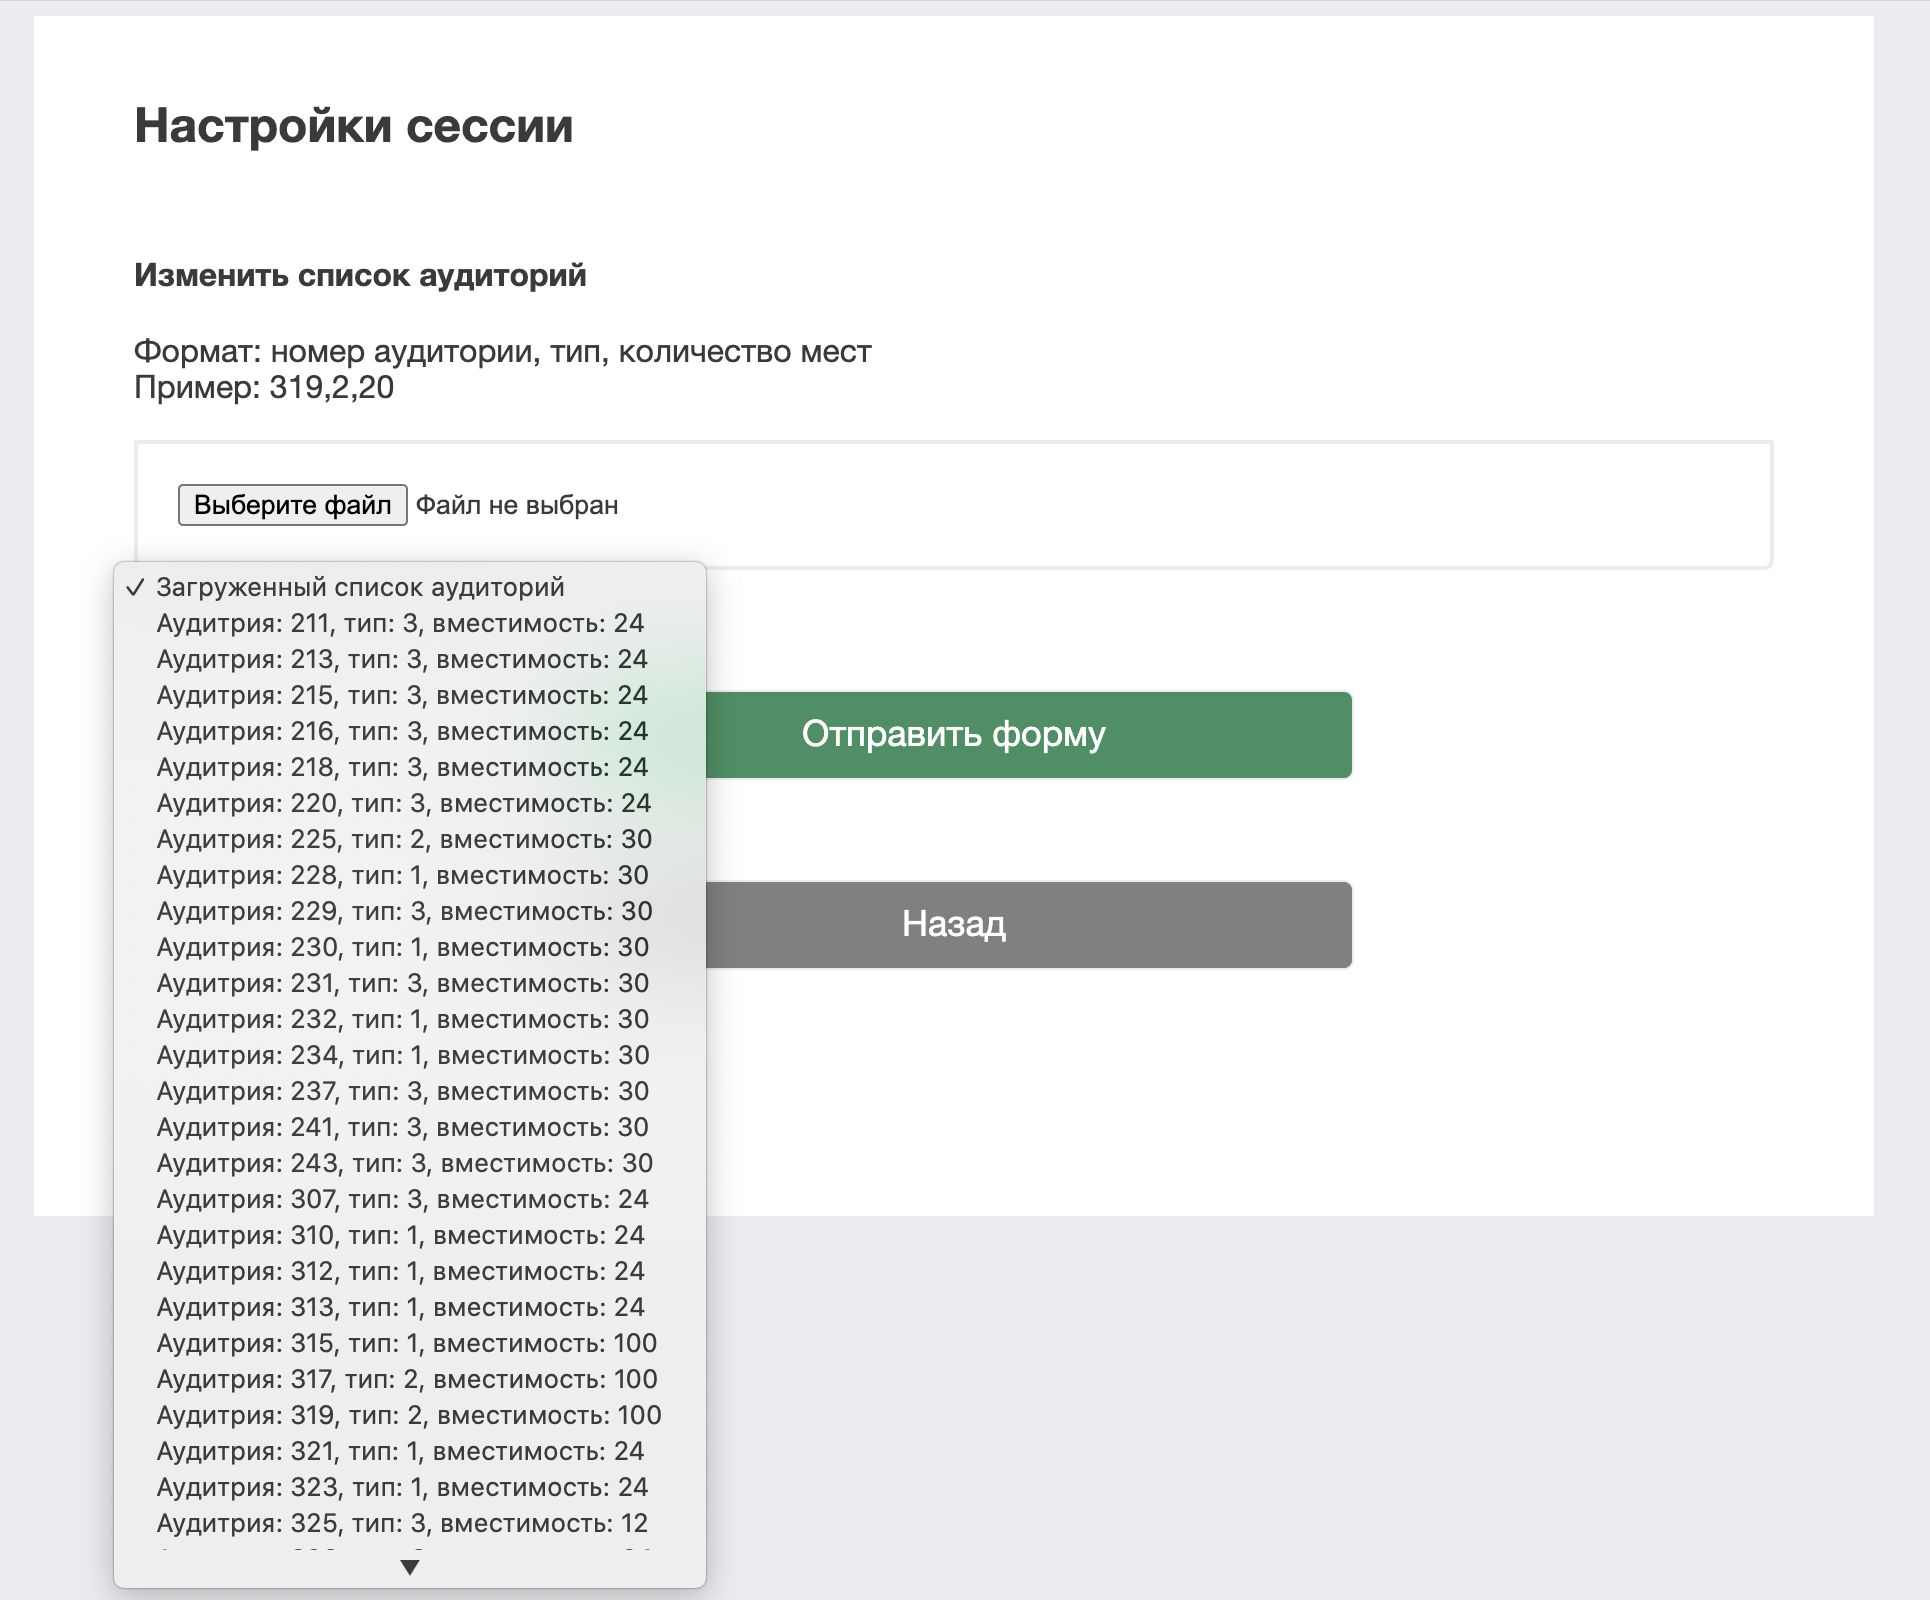 Настройки сессии
Изменить список аудиторий
Формат: номер аудитории, тип, количество мест
Пример: 319,2,20
Выберите файл Файл не выбран
✓ Загруженный список аудиторий
Аудитрия: 211, тип: 3, вместимость: 24
Аудитрия: 213, тип: 3, вместимость: 24
Аудитрия: 215, тип: 3, вместимость: 24
Аудитрия: 216, тип: 3, вместимость: 24
Аудитрия: 218, тип: 3, вместимость: 24
Аудитрия: 220, тип: 3, вместимость: 24
Аудитрия: 225, тип: 2, вместимость: 30
Аудитрия: 228, тип: 1, вместимость: 30
Аудитрия: 229, тип: 3, вместимость: 30
Аудитрия: 230, тип: 1, вместимость: 30
Аудитрия: 231, тип: 3, вместимость: 30
Аудитрия: 232, тип: 1, вместимость: 30
Аудитрия: 234, тип: 1, вместимость: 30
Аудитрия: 237, тип: 3, вместимость: 30
Аудитрия: 241, тип: 3, вместимость: 30
Аудитрия: 243, тип: 3, вместимость: 30
Аудитрия: 307, тип: 3, вместимость: 24
Аудитрия: 310, тип: 1, вместимость: 24
Аудитрия: 312, тип: 1, вместимость: 24
Аудитрия: 313, тип: 1, вместимость: 24
Аудитрия: 315, тип: 1, вместимость: 100
Аудитрия: 317, тип: 2, вместимость: 100
Аудитрия: 319, тип: 2, вместимость: 100
Аудитрия: 321, тип: 1, вместимость: 24
Аудитрия: 323, тип: 1, вместимость: 24
Аудитрия: 325, тип: 3, вместимость: 12
Отправить форму
Назад